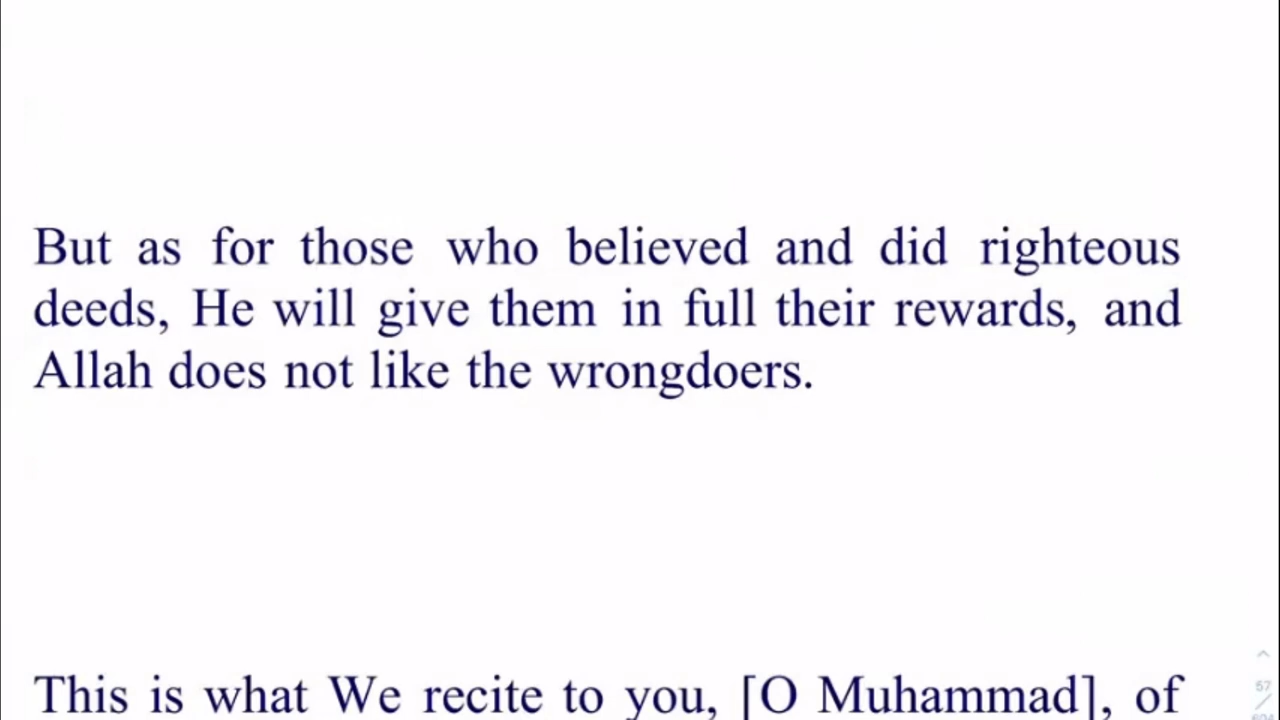 But as for those who believed and did righteous
deeds, He will give them in full their rewards, and
Allah does not like the wrongdoers.
This is what We recite to you, [O Muhammad], of
57